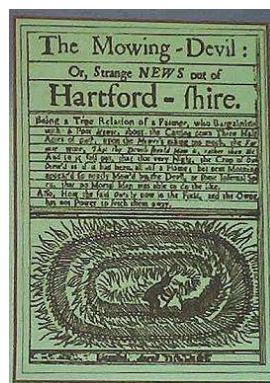 The Mowing-Devil:
Or, Strange NEWS out of
Hartford-shire.
Being a True Relation of a Farmer, who Bargaining
with a Poor Mower, about the Cutting down Three Half
Acres of Oats, upon the Mower's asking too much, the Far-
mer swore, That the Devil should Mow it, rather than He.
And so it fell out, that that very Night, the Crop of Oat
shew'd as if it had been all of a Flame; but next Morning
appear'd so neatly Mow'd by the Devil, or some Infernal Spi-
rit, that no Mortal Man was able to do the like.
Also, How the said Oats ly now in the Field, and the Owner
has not Power to fetch them away.